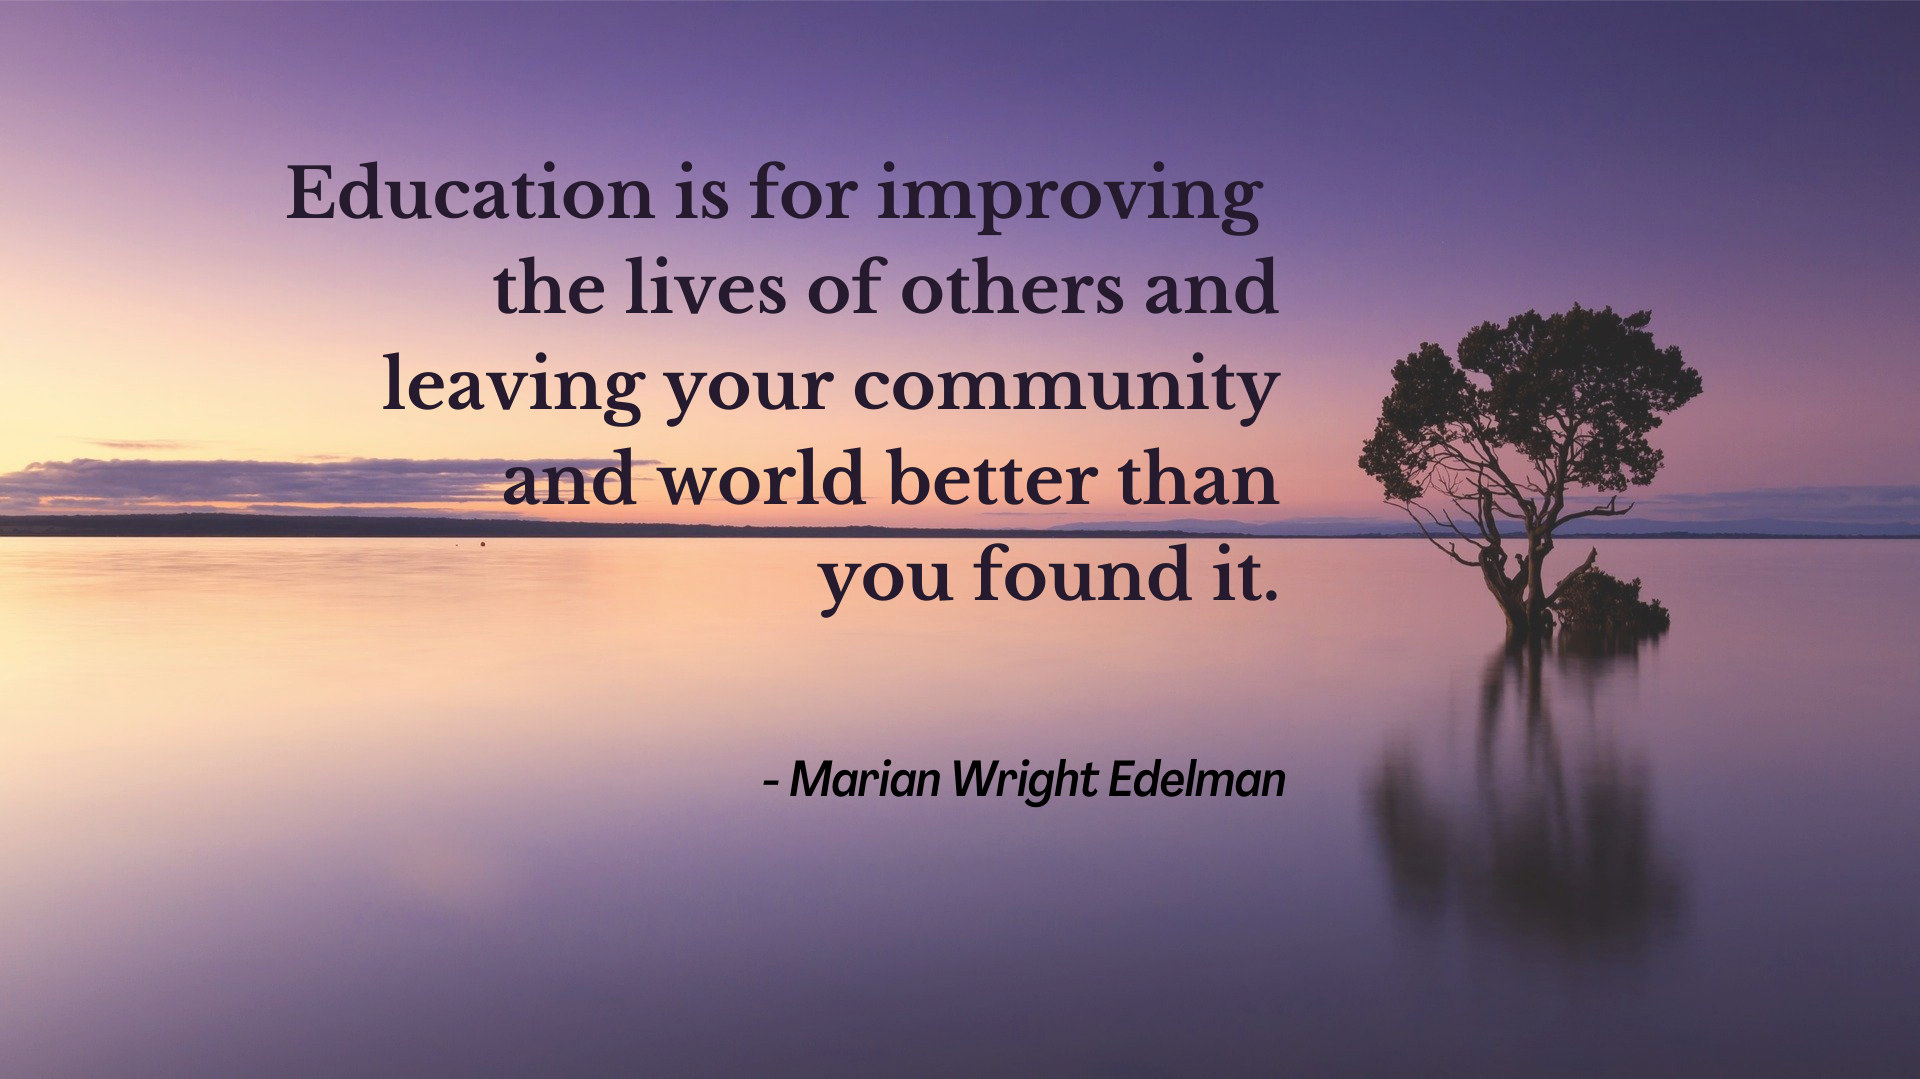 Education is for improving
the lives of others and
leaving your community
and world better than
you found it.
- Marian Wright Edelman